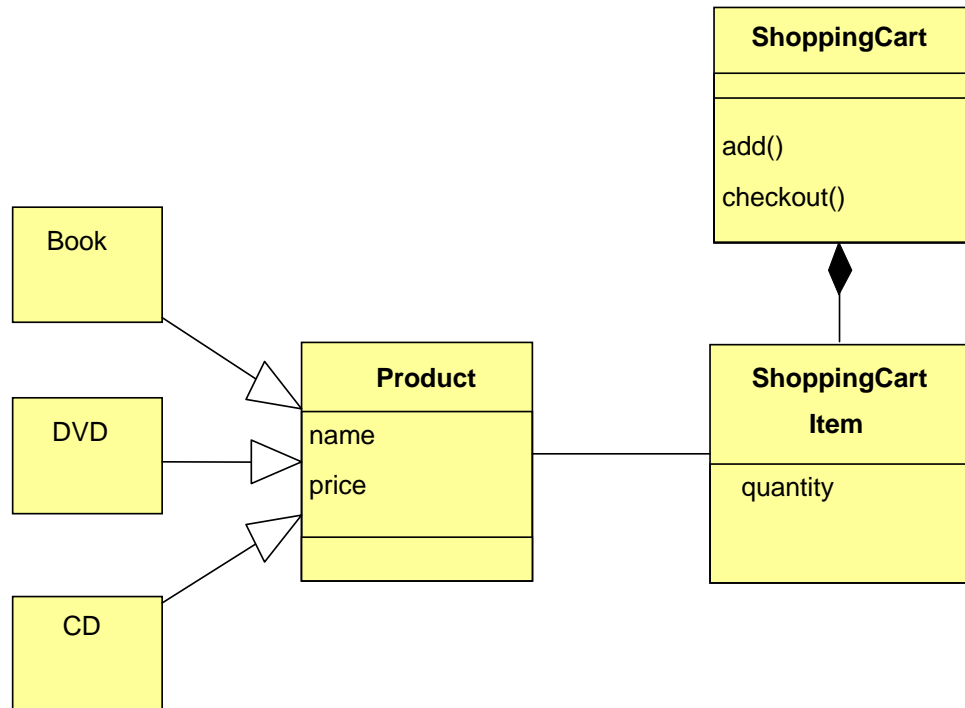 ShoppingCart
add()
checkout()
Book
DVD
CD
Product
name
price
ShoppingCart
Item
quantity